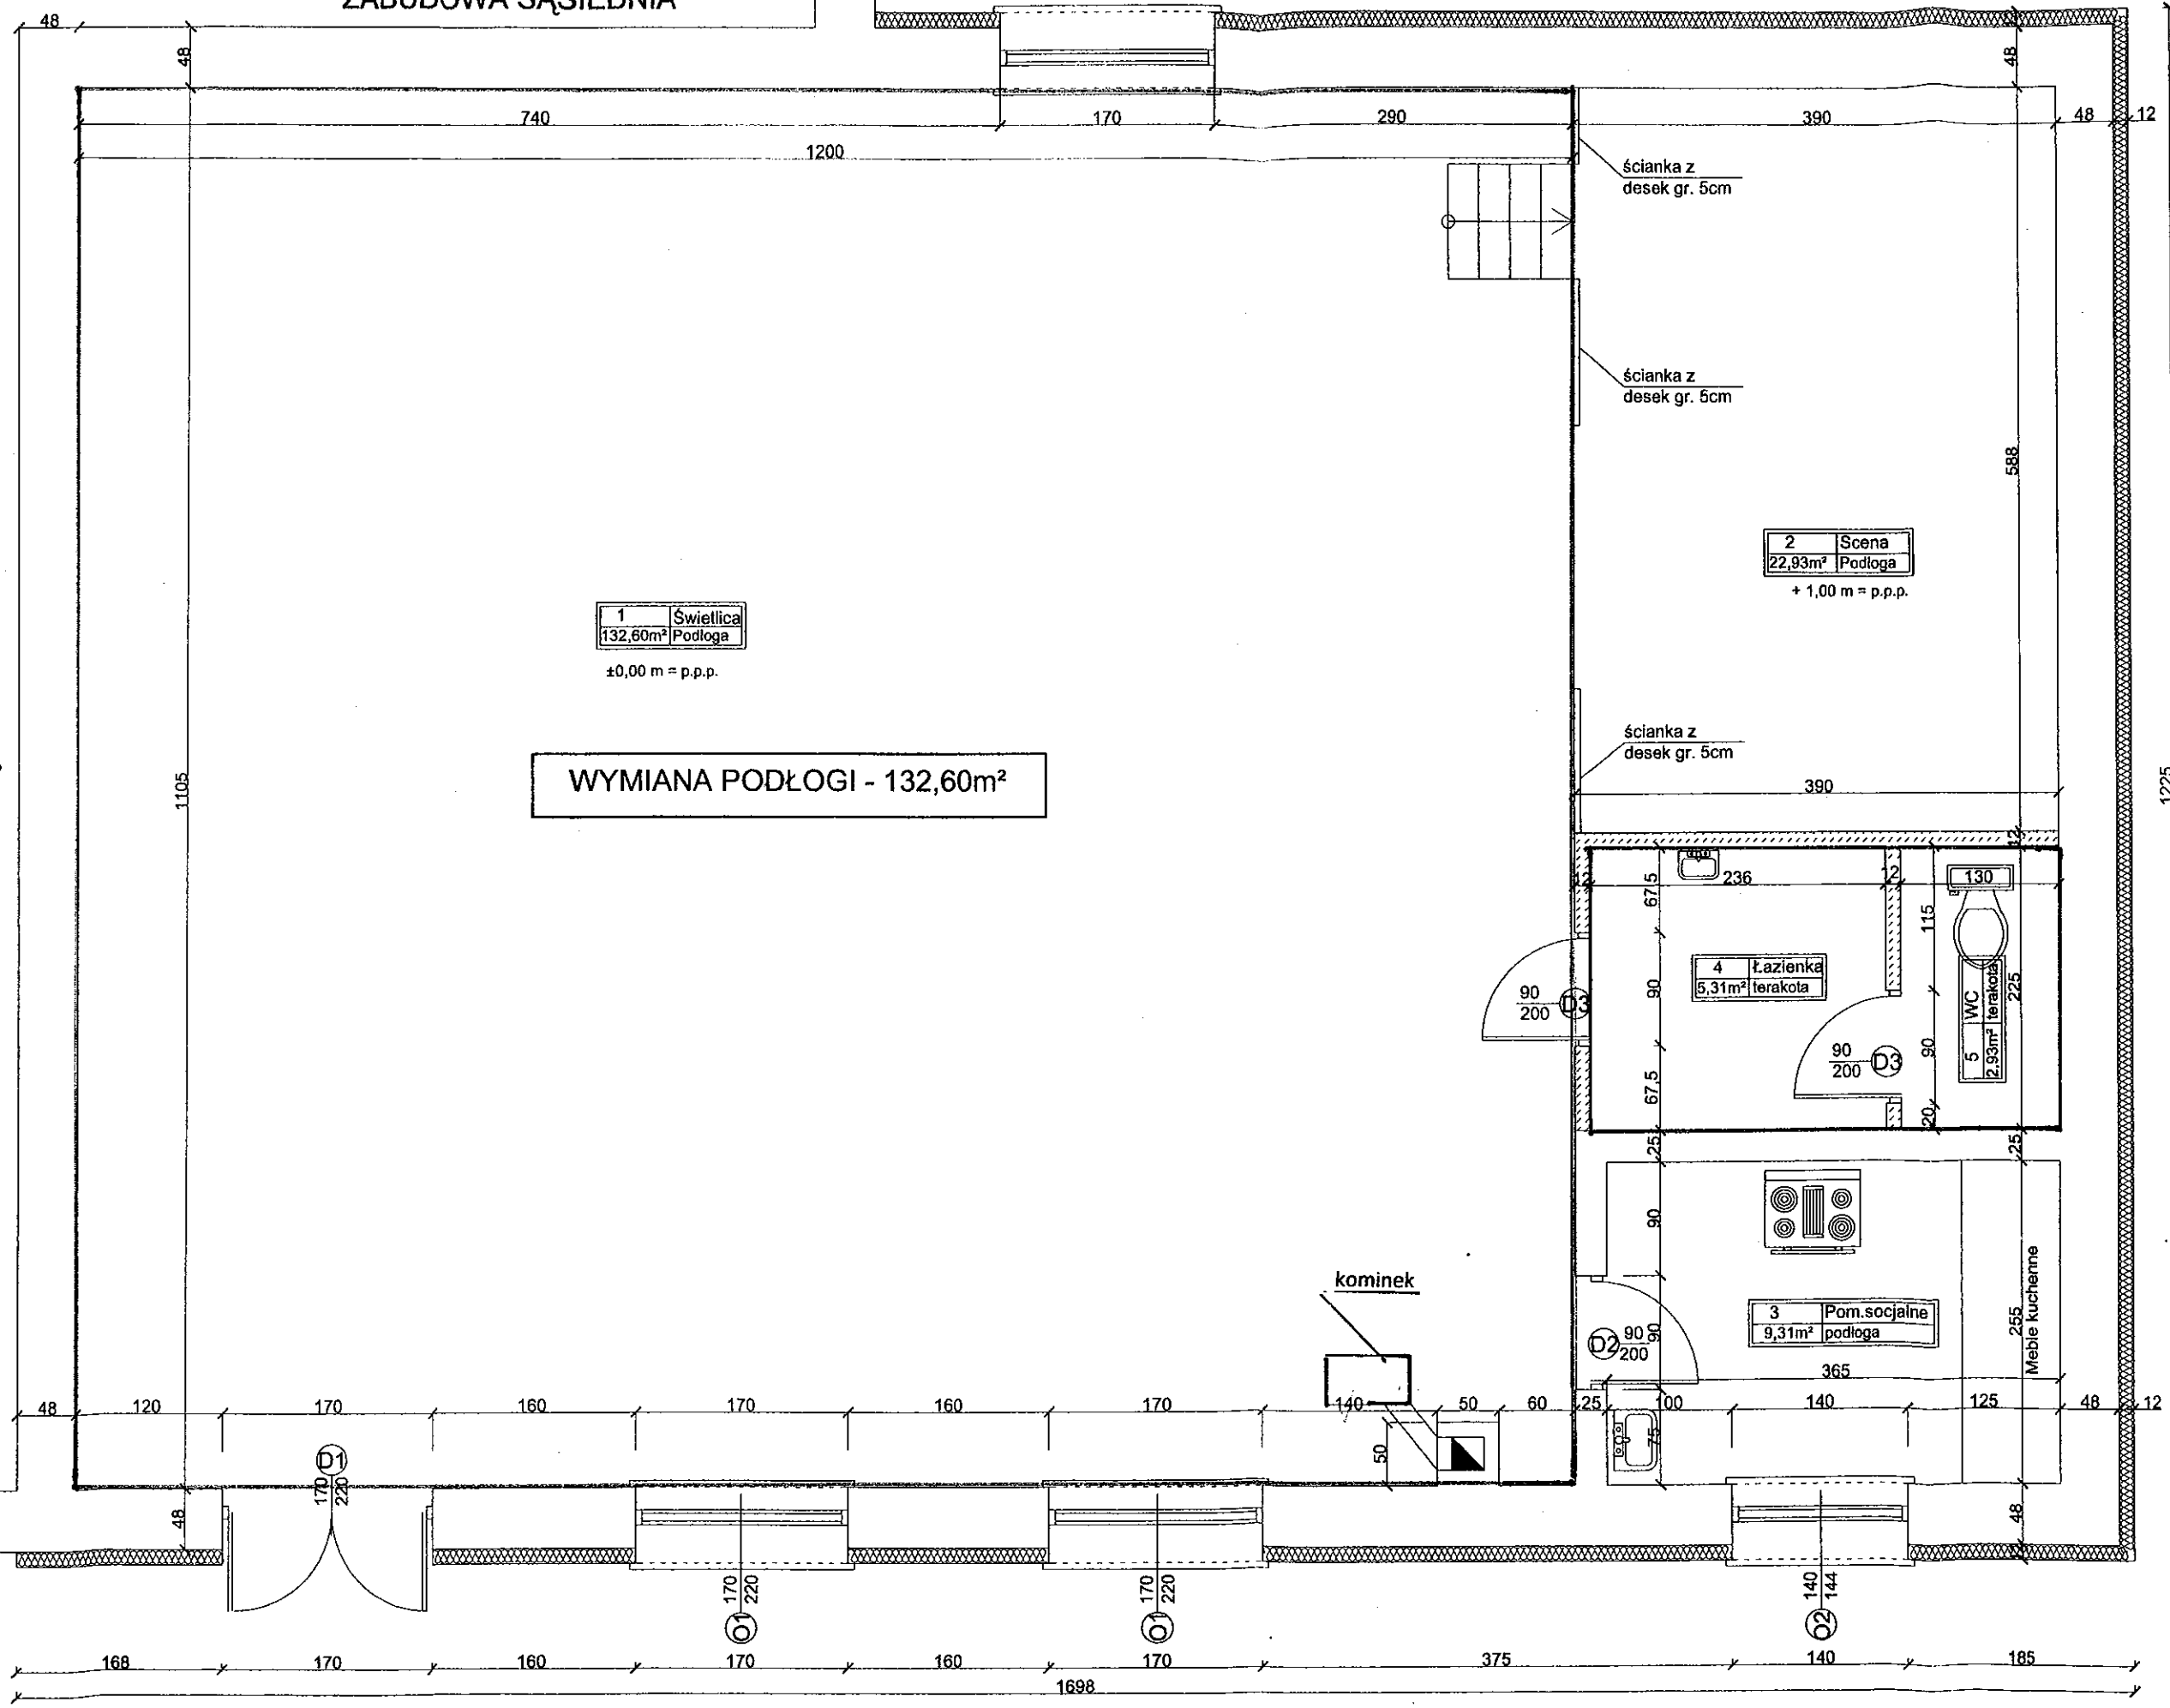 ZABUDOWA SĄSIEDNIA
48
48
48
12
740
170
290
390
48
12
1200
ścianka z
desek gr. 5cm
ścianka z
desek gr. 5cm
588
2 Scena
22,93m² Podłoga
+ 1,00 m = p.p.p.
1 Świetlica
132,60m² Podłoga
±0,00 m = p.p.p.
ścianka z
desek gr. 5cm
WYMIANA PODŁOGI - 132,60m²
1105
390
1225
12
12
236
12
130
67,5
115
4 Łazienka
5,31m² terakota
5 WC
2,93m² terakota
225
90
90
200
D3
90
200
D3
90
67,5
20
25
25
90
kominek
3 Pom.socjalne
9,31m² podłoga
255
Meble kuchenne
D2
90
200
90
365
48
120
170
160
170
160
170
140
50
60
25
100
140
125
48
12
75
50
D1
170
220
48
48
12
170
220
O1
170
220
O1
140
144
O2
168
170
160
170
160
170
375
140
185
1698